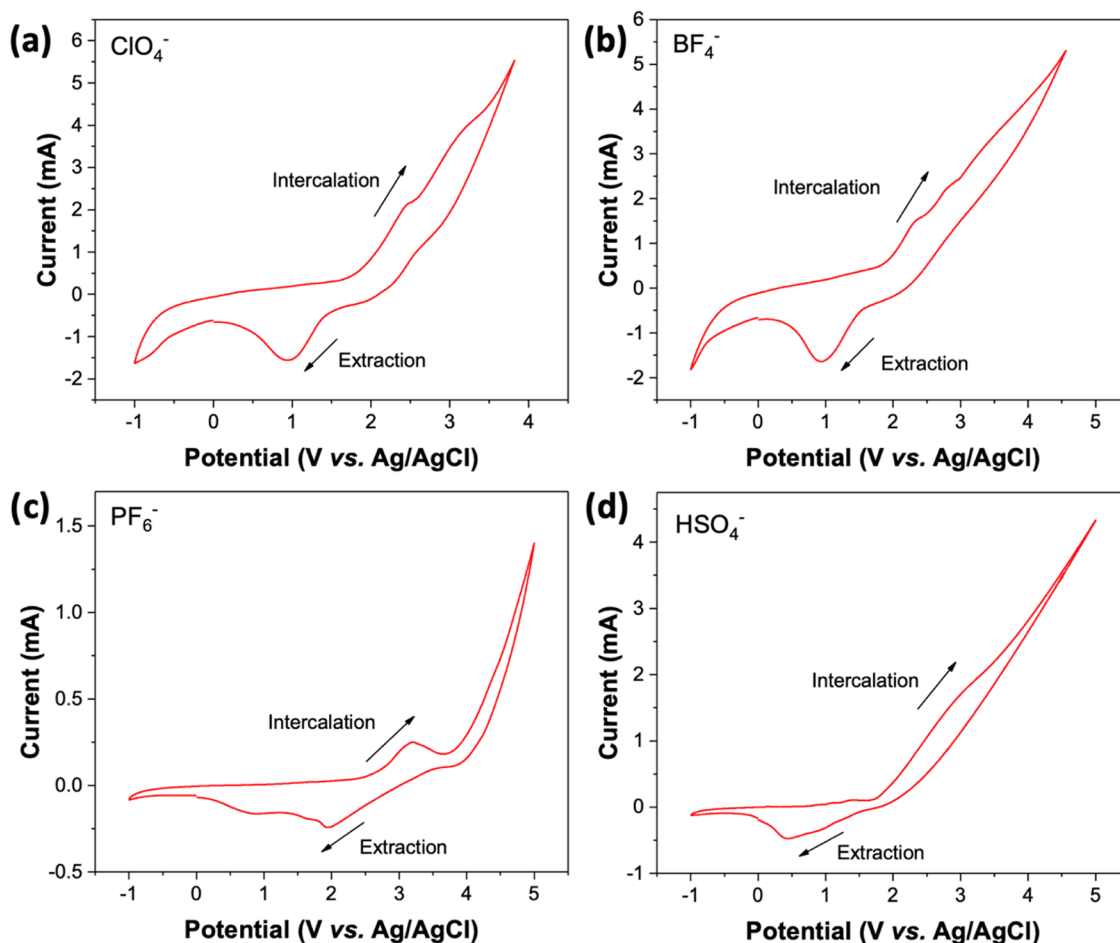 (a)
ClO₄⁻
Current (mA)
6
5
4
3
2
1
0
-1
-2
Intercalation
Extraction
-1 0 1 2 3 4
Potential (V vs. Ag/AgCl)
(b)
BF₄⁻
Current (mA)
6
5
4
3
2
1
0
-1
-2
Intercalation
Extraction
-1 0 1 2 3 4 5
Potential (V vs. Ag/AgCl)
(c)
PF₆⁻
Current (mA)
1.5
1.0
0.5
0.0
-0.5
Intercalation
Extraction
-1 0 1 2 3 4 5
Potential (V vs. Ag/AgCl)
(d)
HSO₄⁻
Current (mA)
4
3
2
1
0
-1
Intercalation
Extraction
-1 0 1 2 3 4 5
Potential (V vs. Ag/AgCl)